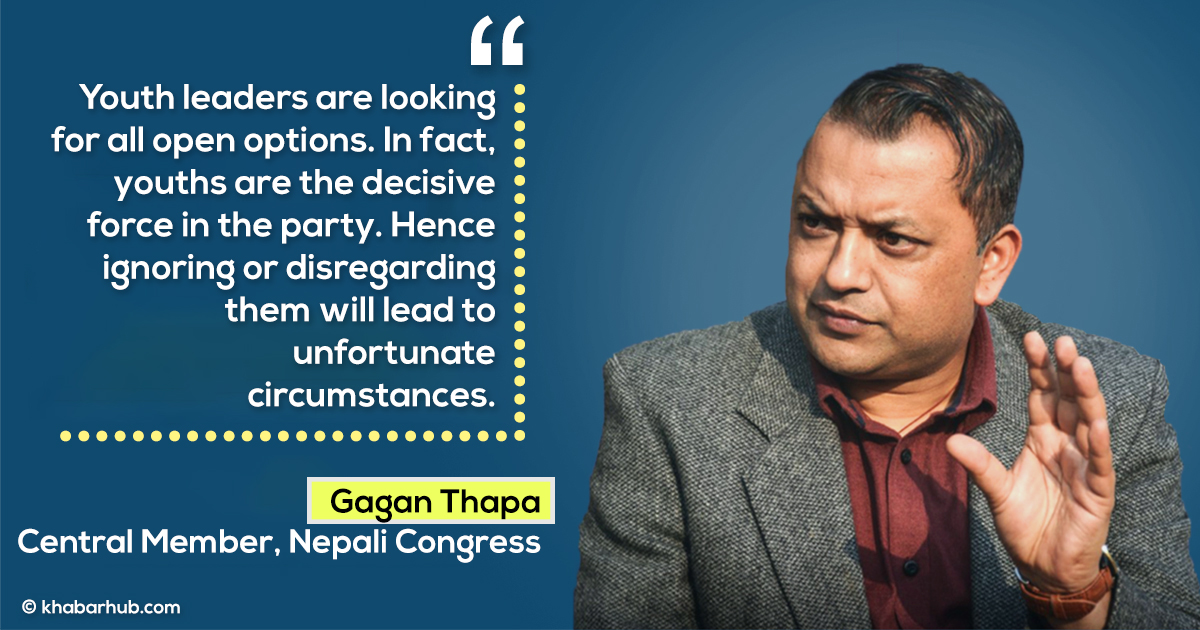 “
Youth leaders are looking
for all open options. In fact,
youths are the decisive
force in the party. Hence
ignoring or disregarding
them will lead to
unfortunate
circumstances.
Gagan Thapa
Central Member, Nepali Congress
© khabarhub.com